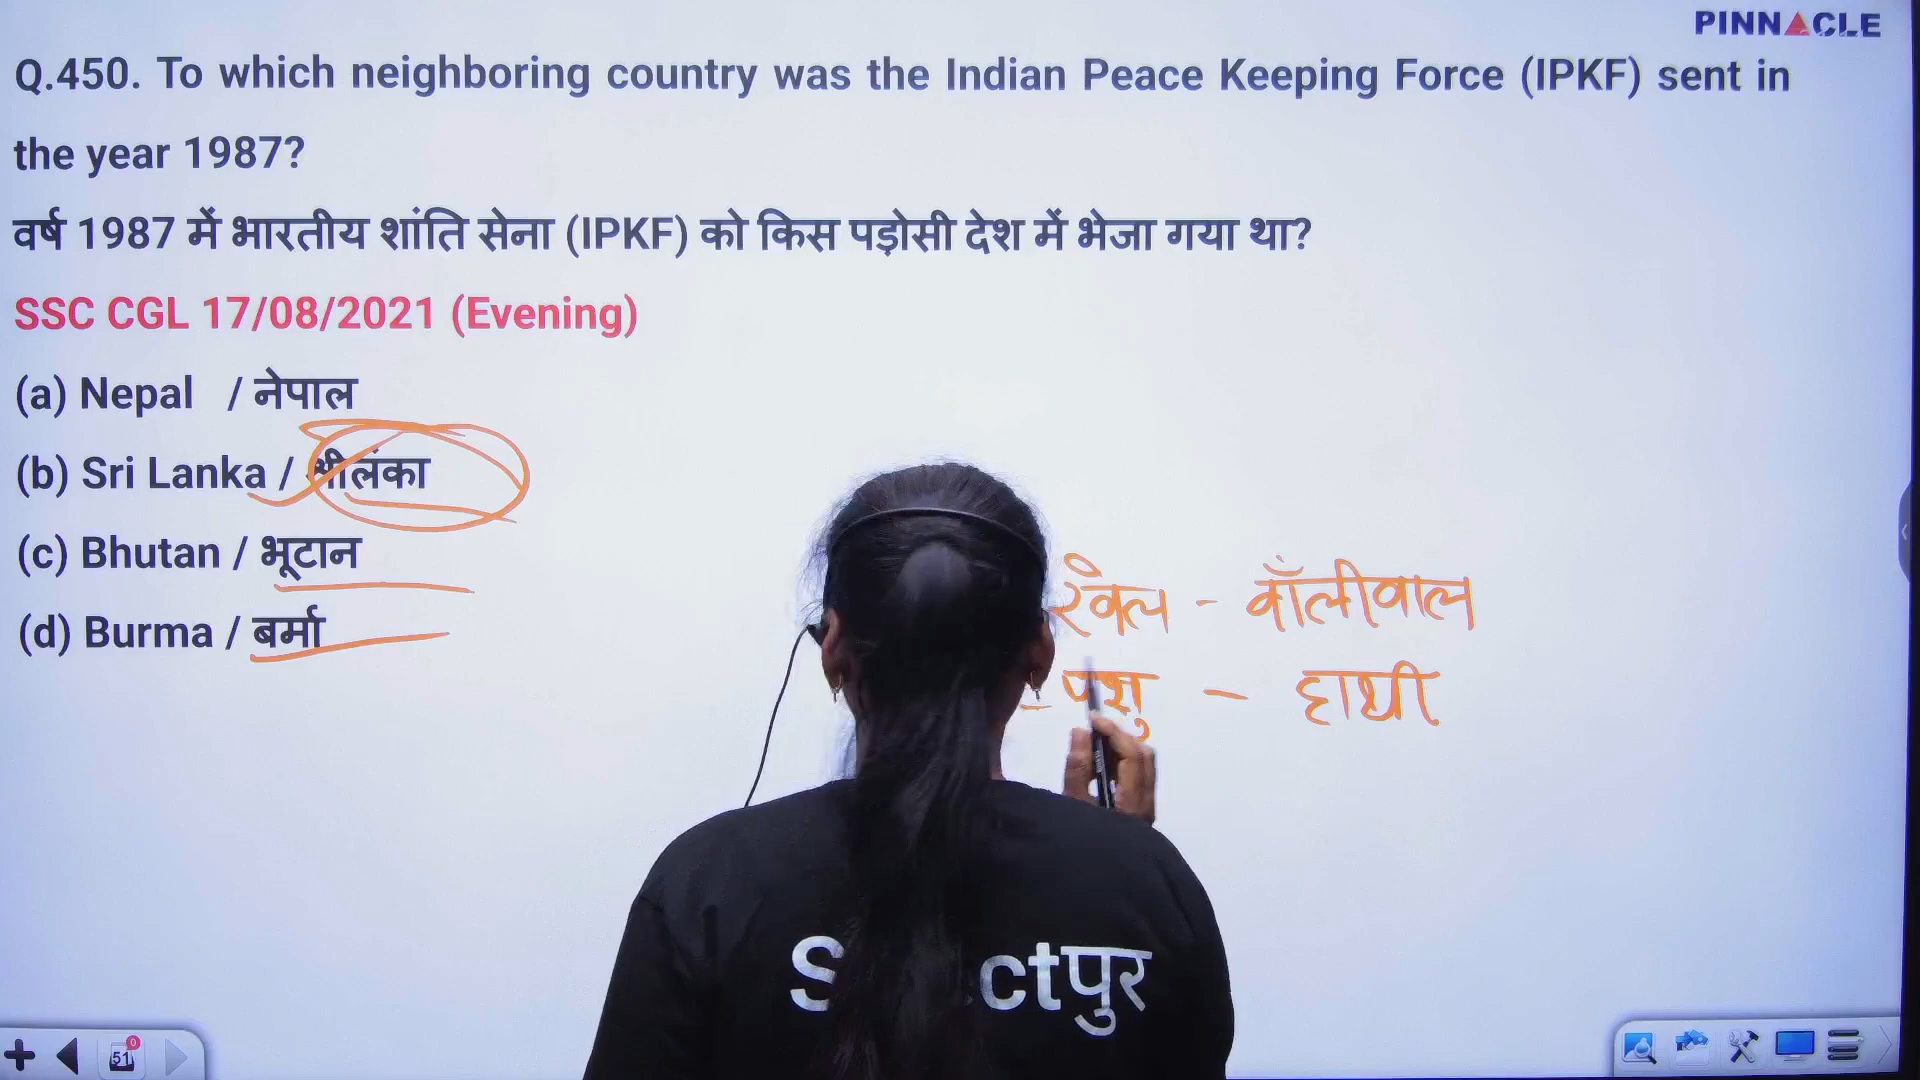 PINNACLE
Q.450. To which neighboring country was the Indian Peace Keeping Force (IPKF) sent in
the year 1987?
वर्ष 1987 में भारतीय शांति सेना (IPKF) को किस पड़ोसी देश में भेजा गया था?
SSC CGL 17/08/2021 (Evening)
(a) Nepal / नेपाल
(b) Sri Lanka / श्रीलंका
(c) Bhutan / भूटान
(d) Burma / बर्मा
- वॉलीवाल
पशु - हाथी
S ctपुर
51
0